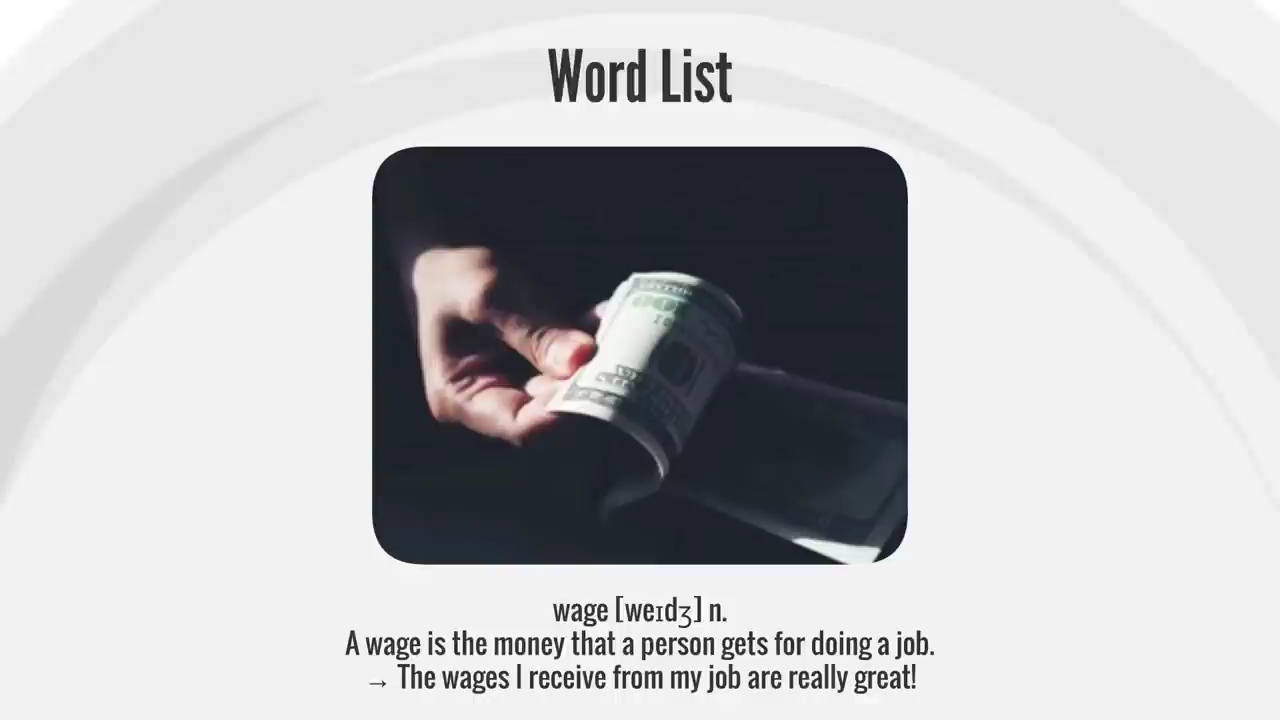 Word List
wage [weɪdʒ] n.
A wage is the money that a person gets for doing a job.
→ The wages I receive from my job are really great!